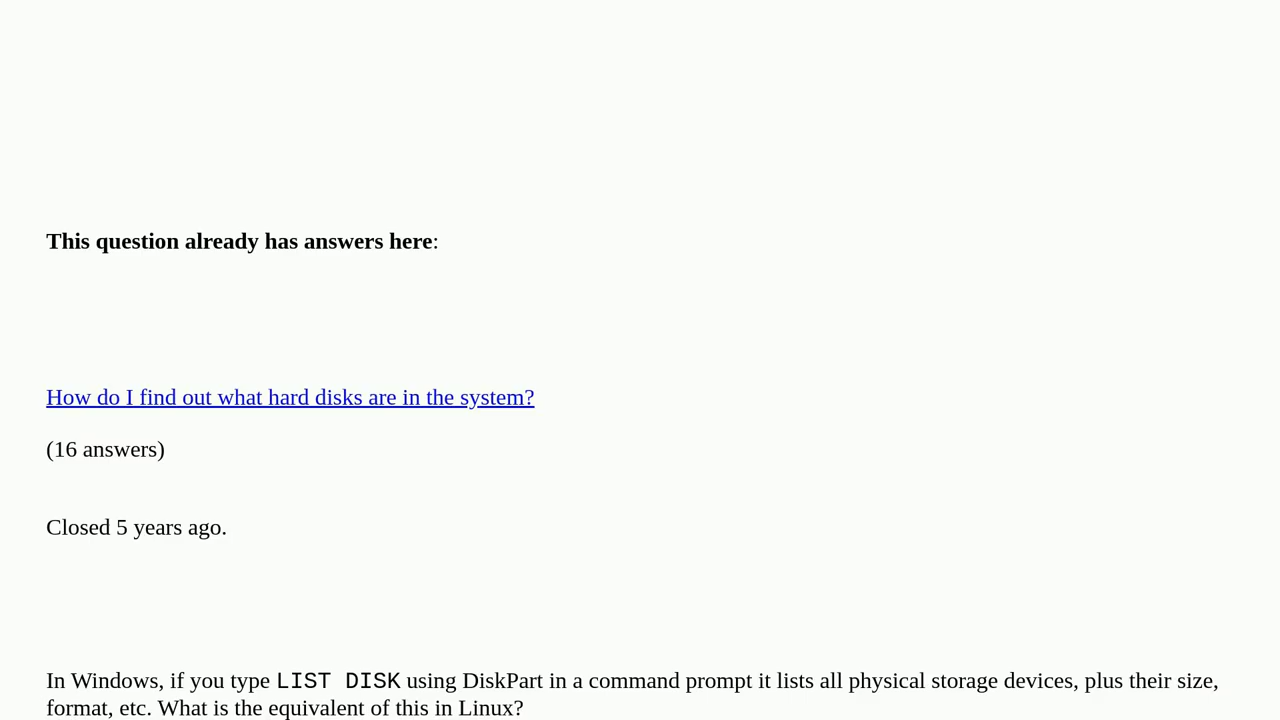 This question already has answers here:
How do I find out what hard disks are in the system?
(16 answers)
Closed 5 years ago.
In Windows, if you type LIST DISK using DiskPart in a command prompt it lists all physical storage devices, plus their size,
format, etc. What is the equivalent of this in Linux?